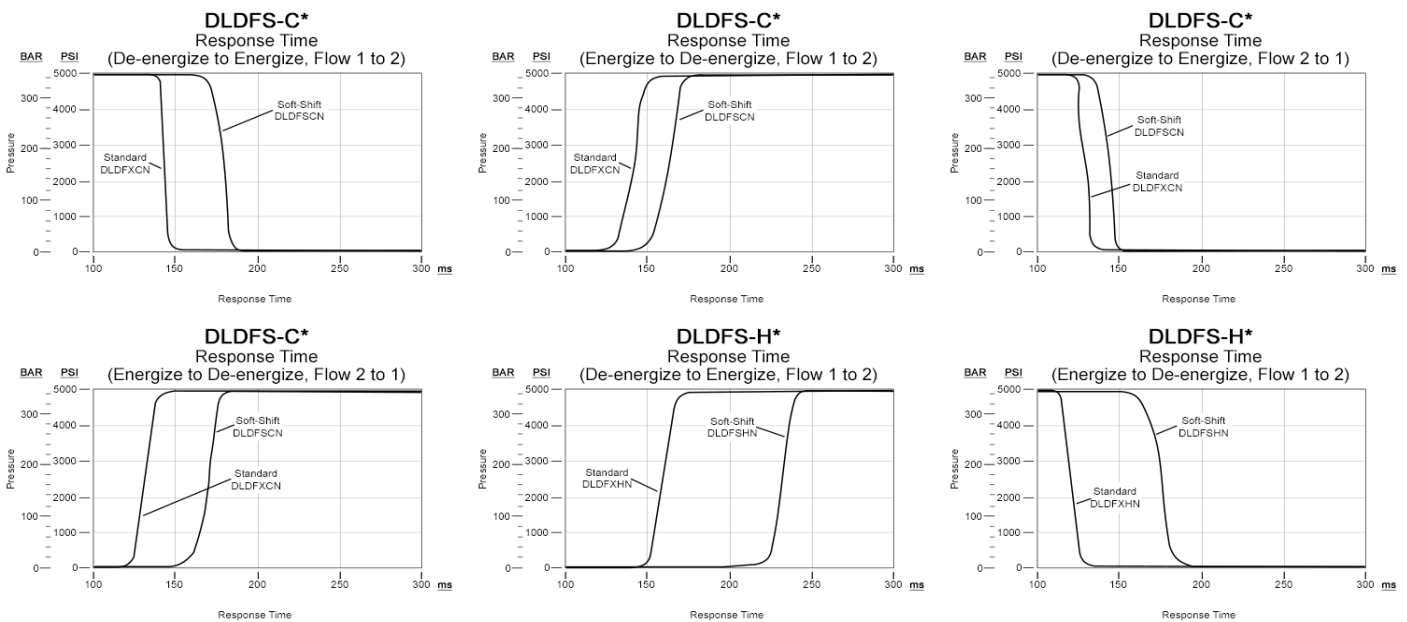 DLDFS-C*
Response Time
(De-energize to Energize, Flow 1 to 2)
BAR PSI
5000
300
4000
3000
200
2000
100
1000
0 0
Pressure
Soft-Shift
DLDFSCN
Standard
DLDFXCN
100 150 200 250 300 ms
Response Time
DLDFS-C*
Response Time
(Energize to De-energize, Flow 1 to 2)
BAR PSI
5000
300
4000
3000
200
2000
100
1000
0 0
Pressure
Soft-Shift
DLDFSCN
Standard
DLDFXCN
100 150 200 250 300 ms
Response Time
DLDFS-C*
Response Time
(De-energize to Energize, Flow 2 to 1)
BAR PSI
5000
300
4000
3000
200
2000
100
1000
0 0
Pressure
Soft-Shift
DLDFSCN
Standard
DLDFXCN
100 150 200 250 300 ms
Response Time
DLDFS-C*
Response Time
(Energize to De-energize, Flow 2 to 1)
BAR PSI
5000
300
4000
3000
200
2000
100
1000
0 0
Pressure
Soft-Shift
DLDFSCN
Standard
DLDFXCN
100 150 200 250 300 ms
Response Time
DLDFS-H*
Response Time
(De-energize to Energize, Flow 1 to 2)
BAR PSI
5000
300
4000
3000
200
2000
100
1000
0 0
Pressure
Soft-Shift
DLDFSHN
Standard
DLDFXHN
100 150 200 250 300 ms
Response Time
DLDFS-H*
Response Time
(Energize to De-energize, Flow 1 to 2)
BAR PSI
5000
300
4000
3000
200
2000
100
1000
0 0
Pressure
Soft-Shift
DLDFSHN
Standard
DLDFXHN
100 150 200 250 300 ms
Response Time